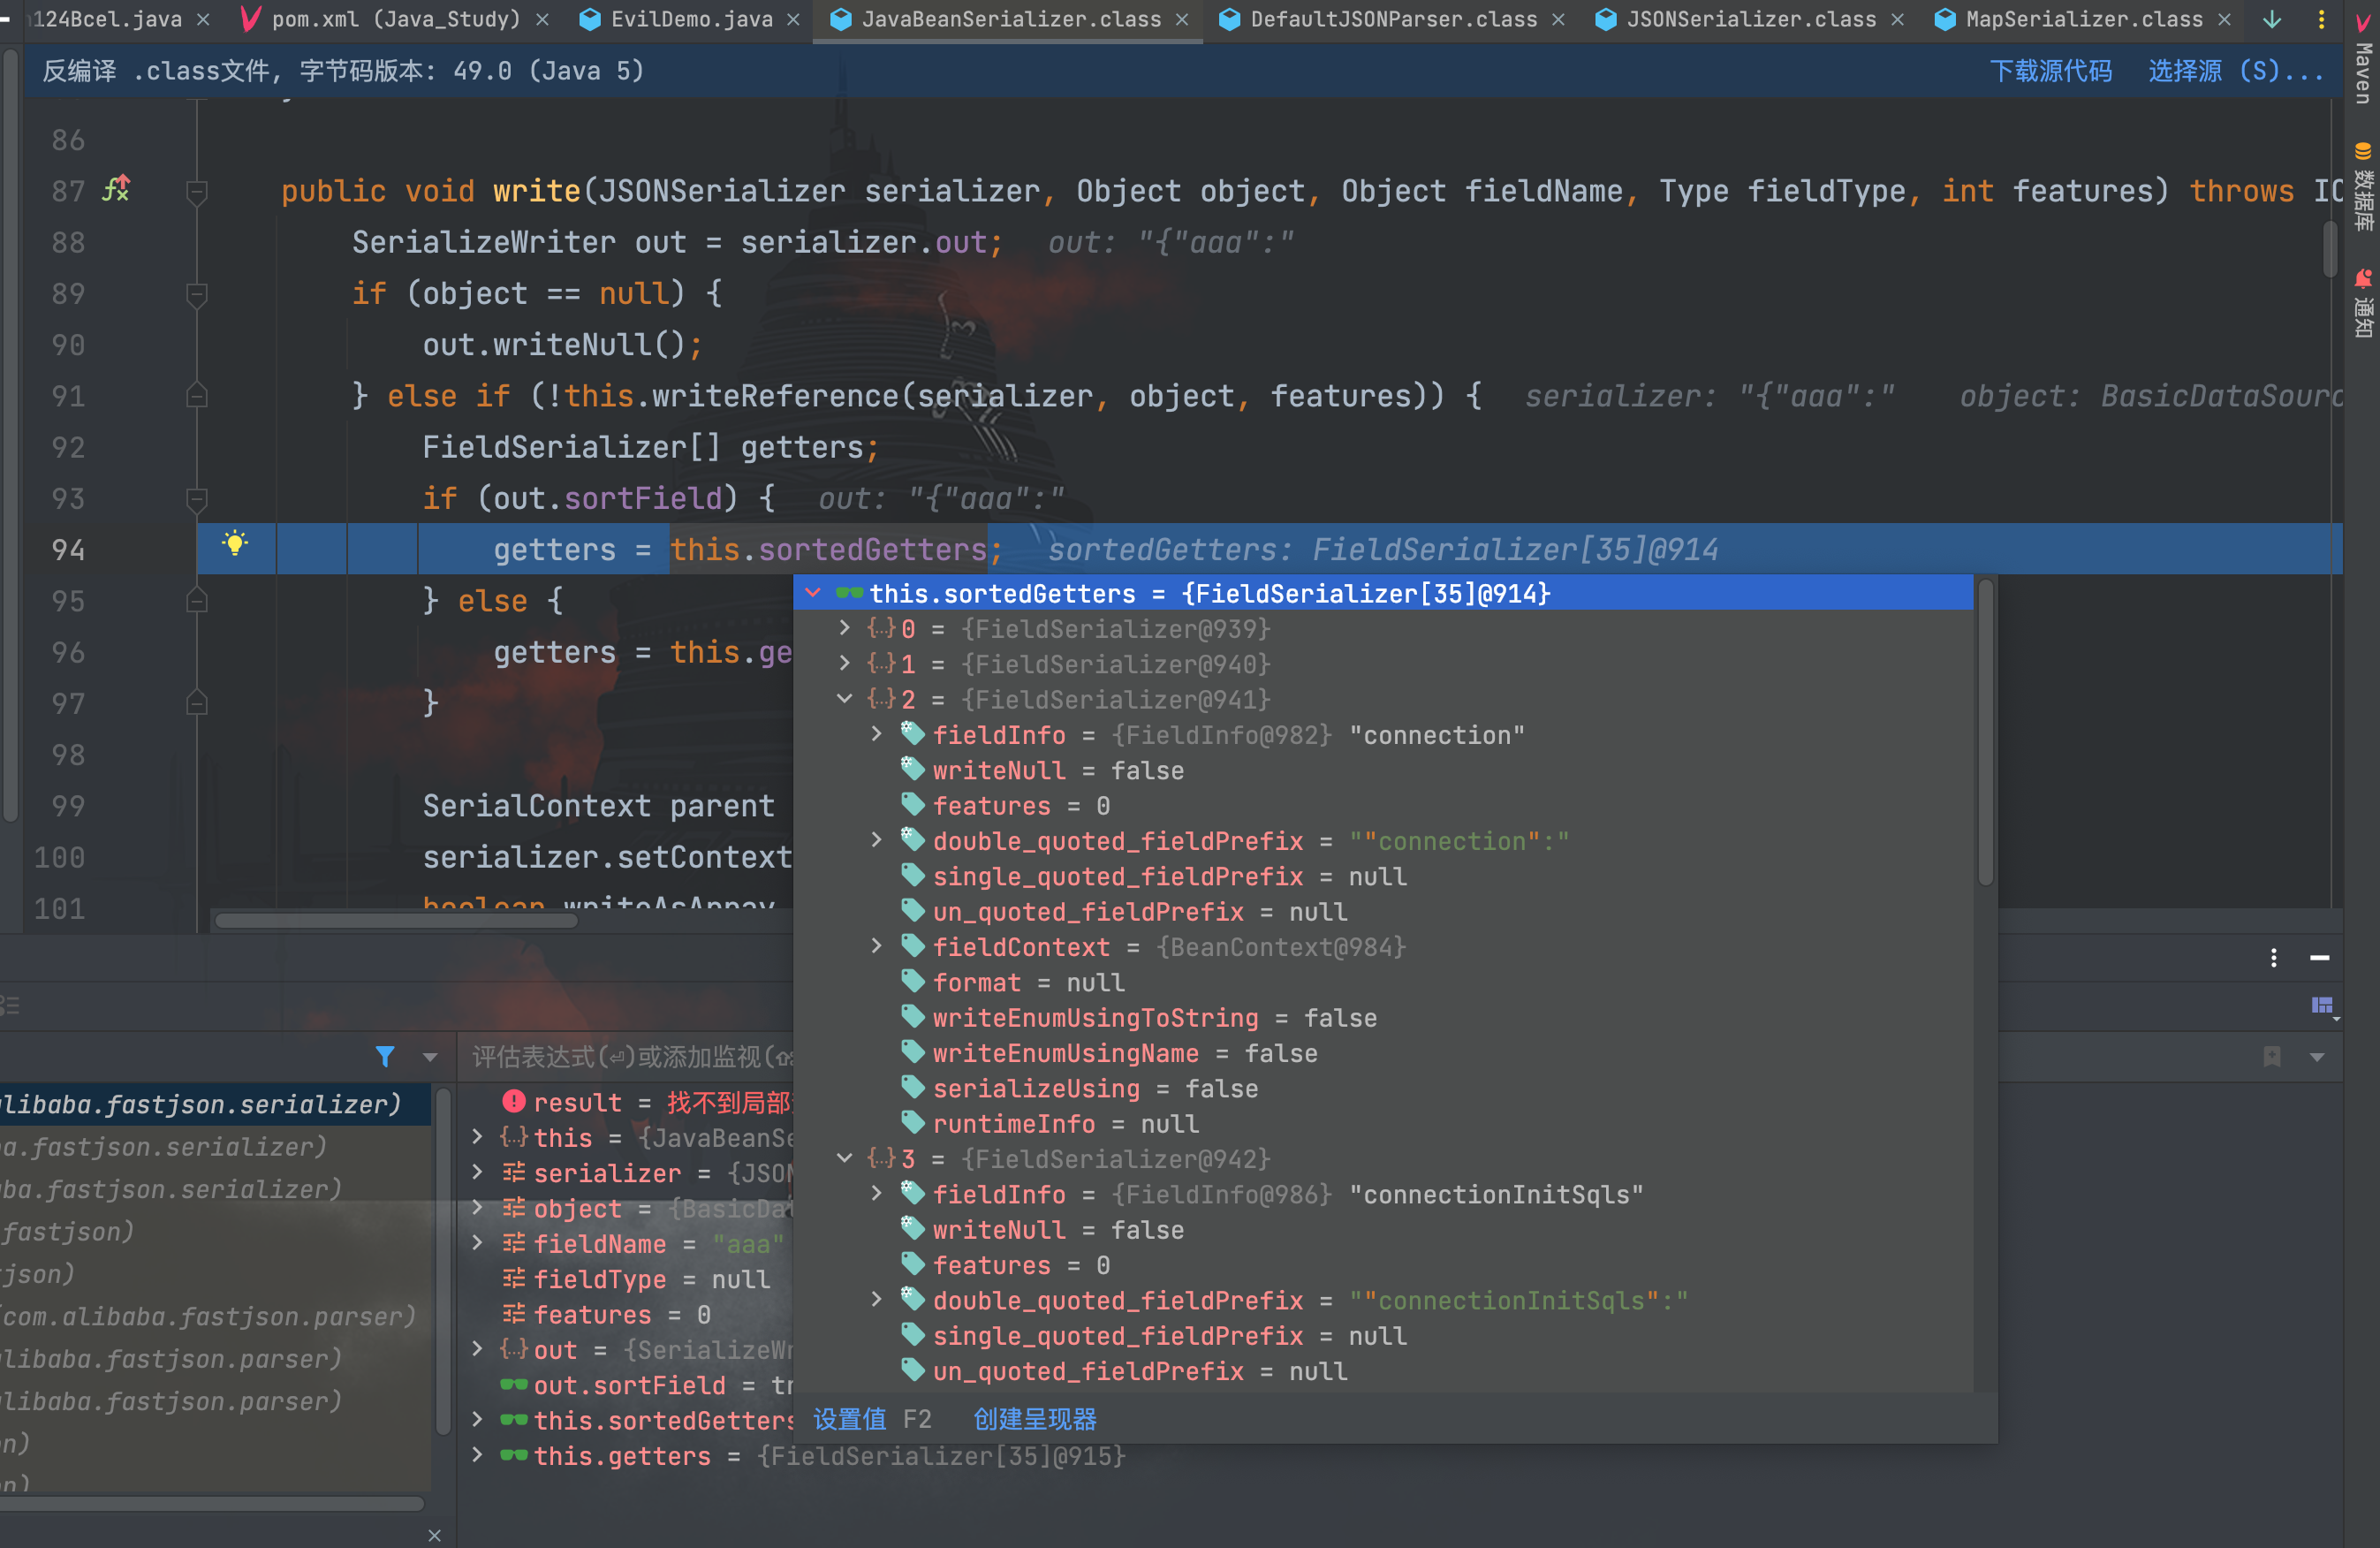 124Bcel.java pom.xml (Java_Study) EvilDemo.java JavaBeanSerializer.class DefaultJSONParser.class JSONSerializer.class MapSerializer.class
反编译 .class文件, 字节码版本: 49.0 (Java 5) 下载源代码 选择源 (S)...
86
87 public void write(JSONSerializer serializer, Object object, Object fieldName, Type fieldType, int features) throws IO
88 SerializeWriter out = serializer.out; out: "{"aaa":"
89 if (object == null) {
90 out.writeNull();
91 } else if (!this.writeReference(serializer, object, features)) { serializer: "{"aaa":" object: BasicDataSourc
92 FieldSerializer[] getters;
93 if (out.sortField) { out: "{"aaa":"
94 getters = this.sortedGetters; sortedGetters: FieldSerializer[35]@914
95 } else {
96 getters = this.ge
97 }
98
99 SerialContext parent
100 serializer.setContext
101 boolean writeAsArray
this.sortedGetters = {FieldSerializer[35]@914}
0 = {FieldSerializer@939}
1 = {FieldSerializer@940}
2 = {FieldSerializer@941}
fieldInfo = {FieldInfo@982} "connection"
writeNull = false
features = 0
double_quoted_fieldPrefix = ""connection":"
single_quoted_fieldPrefix = null
un_quoted_fieldPrefix = null
fieldContext = {BeanContext@984}
format = null
writeEnumUsingToString = false
writeEnumUsingName = false
serializeUsing = false
runtimeInfo = null
3 = {FieldSerializer@942}
fieldInfo = {FieldInfo@986} "connectionInitSqls"
writeNull = false
features = 0
double_quoted_fieldPrefix = ""connectionInitSqls":"
single_quoted_fieldPrefix = null
un_quoted_fieldPrefix = null
设置值 F2 创建呈现器
Maven
数据库
通知
libaba.fastjson.serializer)
a.fastjson.serializer)
ba.fastjson.serializer)
fastjson)
json)
(com.alibaba.fastjson.parser)
libaba.fastjson.parser)
libaba.fastjson.parser)
on)
on)
评估表达式(⏎)或添加监视(⇧
result = 找不到局部
this = {JavaBeanSe
serializer = {JSON
object = {BasicDat
fieldName = "aaa"
fieldType = null
features = 0
out = {SerializeWr
out.sortField = tr
this.sortedGetters
this.getters = {FieldSerializer[35]@915}